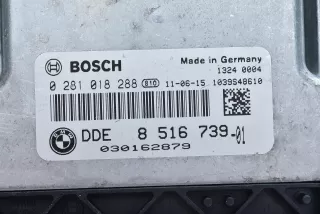 BOSCH
Made in Germany
1324 0004
0 281 018 288 S10 11-06-15 1039S48610
DDE 8 516 739-01
030162879